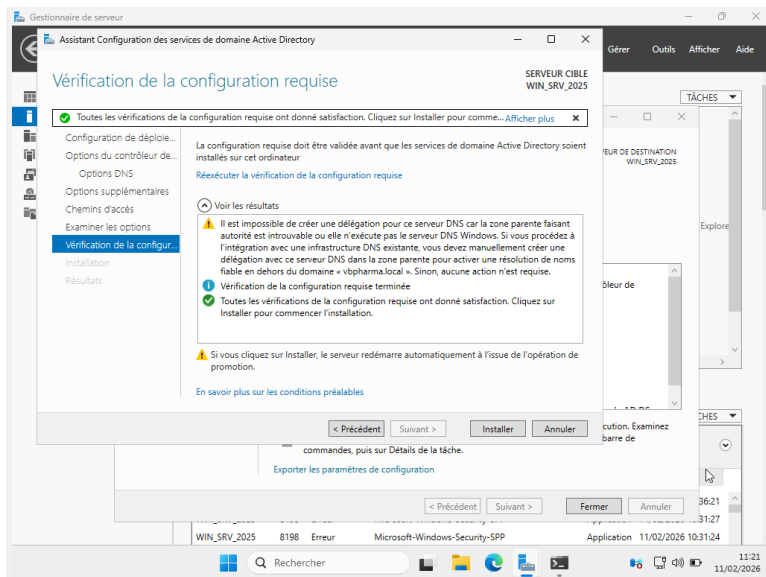 Gestionnaire de serveur
Assistant Configuration des services de domaine Active Directory
Gérer Outils Afficher Aide
Vérification de la configuration requise
SERVEUR CIBLE
WIN_SRV_2025
TÂCHES
Toutes les vérifications de la configuration requise ont donné satisfaction. Cliquez sur Installer pour comme... Afficher plus
Configuration de déploie...
Options du contrôleur de...
Options DNS
Options supplémentaires
Chemins d'accès
Examiner les options
Vérification de la configur...
Installation
Résultats
La configuration requise doit être validée avant que les services de domaine Active Directory soient
installés sur cet ordinateur
Réexécuter la vérification de la configuration requise
Voir les résultats
Il est impossible de créer une délégation pour ce serveur DNS car la zone parente faisant
autorité est introuvable ou elle n'exécute pas le serveur DNS Windows. Si vous procédez à
l'intégration avec une infrastructure DNS existante, vous devez manuellement créer une
délégation avec ce serveur DNS dans la zone parente pour activer une résolution de noms
fiable en dehors du domaine « vbpharma.local ». Sinon, aucune action n'est requise.
Vérification de la configuration requise terminée
Toutes les vérifications de la configuration requise ont donné satisfaction. Cliquez sur
Installer pour commencer l'installation.
Si vous cliquez sur Installer, le serveur redémarre automatiquement à l'issue de l'opération de
promotion.
En savoir plus sur les conditions préalables
< Précédent Suivant > Installer Annuler
EUR DE DESTINATION
WIN_SRV_2025
Explore
ôleur de
CHES
cution. Examinez
barre de
commandes, puis sur Détails de la tâche.
Exporter les paramètres de configuration
< Précédent Suivant > Fermer Annuler
36:21
31:27
WIN_SRV_2025 8198 Erreur Microsoft-Windows-Security-SPP Application 11/02/2026 10:31:24
Rechercher
11:21
11/02/2026